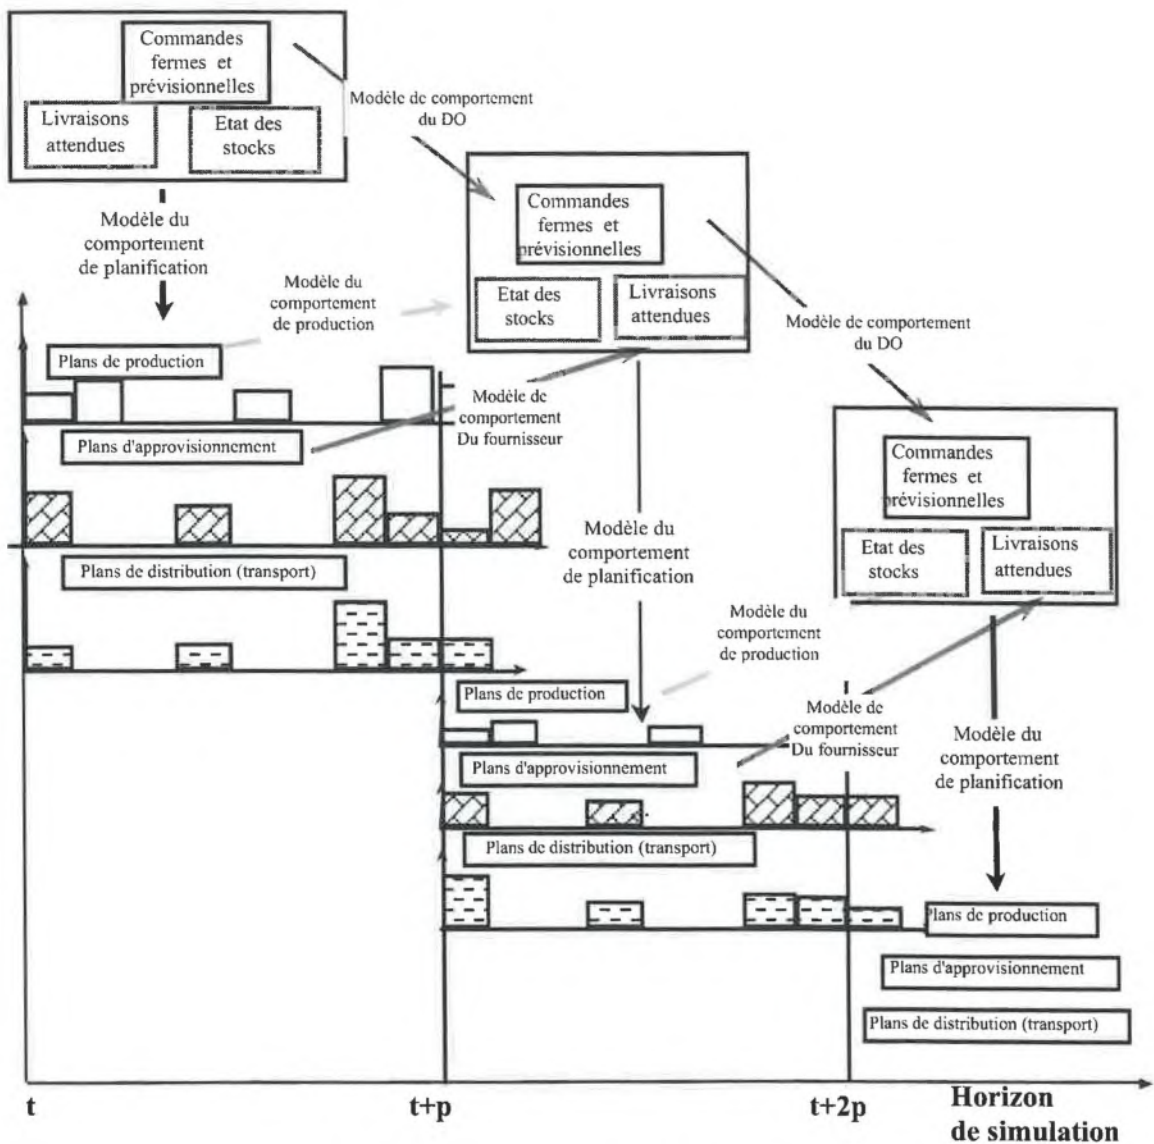 Commandes
fermes et
prévisionnelles
Livraisons
attendues
Etat des
stocks
Modèle de comportement
du DO
Modèle du
comportement
de planification
Commandes
fermes et
prévisionnelles
Etat des
stocks
Livraisons
attendues
Modèle du
comportement
de production
Modèle de comportement
du DO
Plans de production
Modèle de
comportement
Du fournisseur
Plans d'approvisionnement
Commandes
fermes et
prévisionnelles
Etat des
stocks
Livraisons
attendues
Modèle du
comportement
de planification
Plans de distribution (transport)
Modèle du
comportement
de production
Plans de production
Modèle de
comportement
Du fournisseur
Modèle du
comportement
de planification
Plans d'approvisionnement
Plans de distribution (transport)
Plans de production
Plans d'approvisionnement
Plans de distribution (transport)
t
t+p
t+2p
Horizon
de simulation